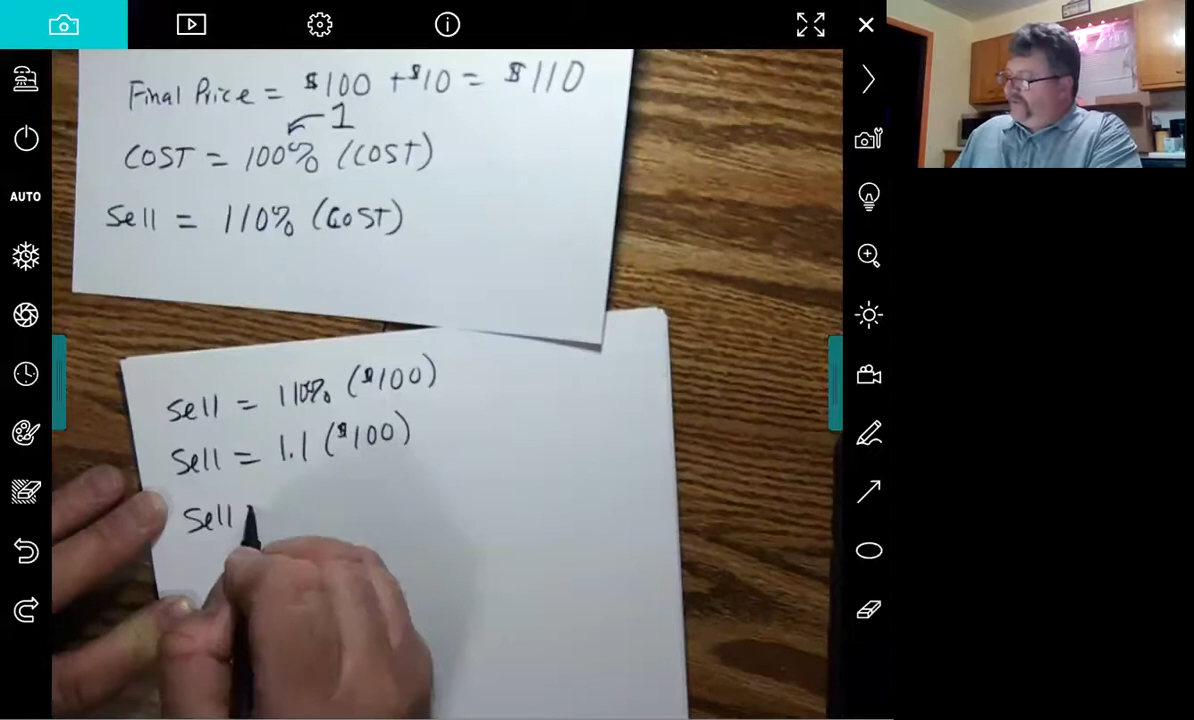 AUTO
Final Price = $100 + $10 = $110
1
COST = 100% (COST)
Sell = 110% (COST)
Sell = 110% ($100)
Sell = 1.1 ($100)
Sell